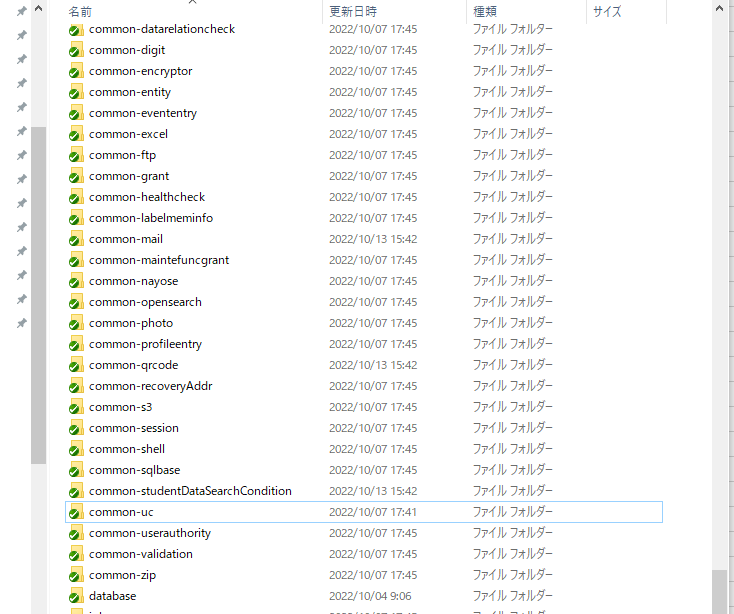 名前 更新日時 種類 サイズ
common-datarelationcheck 2022/10/07 17:45 ファイル フォルダー
common-digit 2022/10/07 17:45 ファイル フォルダー
common-encryptor 2022/10/07 17:45 ファイル フォルダー
common-entity 2022/10/07 17:45 ファイル フォルダー
common-evententry 2022/10/07 17:45 ファイル フォルダー
common-excel 2022/10/07 17:45 ファイル フォルダー
common-ftp 2022/10/07 17:45 ファイル フォルダー
common-grant 2022/10/07 17:45 ファイル フォルダー
common-healthcheck 2022/10/07 17:45 ファイル フォルダー
common-labelmeminfo 2022/10/07 17:45 ファイル フォルダー
common-mail 2022/10/13 15:42 ファイル フォルダー
common-maintefuncgrant 2022/10/07 17:45 ファイル フォルダー
common-nayose 2022/10/07 17:45 ファイル フォルダー
common-opensearch 2022/10/07 17:45 ファイル フォルダー
common-photo 2022/10/07 17:45 ファイル フォルダー
common-profileentry 2022/10/07 17:45 ファイル フォルダー
common-qrcode 2022/10/13 15:42 ファイル フォルダー
common-recoveryAddr 2022/10/07 17:45 ファイル フォルダー
common-s3 2022/10/07 17:45 ファイル フォルダー
common-session 2022/10/07 17:45 ファイル フォルダー
common-shell 2022/10/07 17:45 ファイル フォルダー
common-sqlbase 2022/10/07 17:45 ファイル フォルダー
common-studentDataSearchCondition 2022/10/13 15:42 ファイル フォルダー
common-uc 2022/10/07 17:41 ファイル フォルダー
common-userauthority 2022/10/07 17:45 ファイル フォルダー
common-validation 2022/10/07 17:45 ファイル フォルダー
common-zip 2022/10/07 17:45 ファイル フォルダー
database 2022/10/04 9:06 ファイル フォルダー